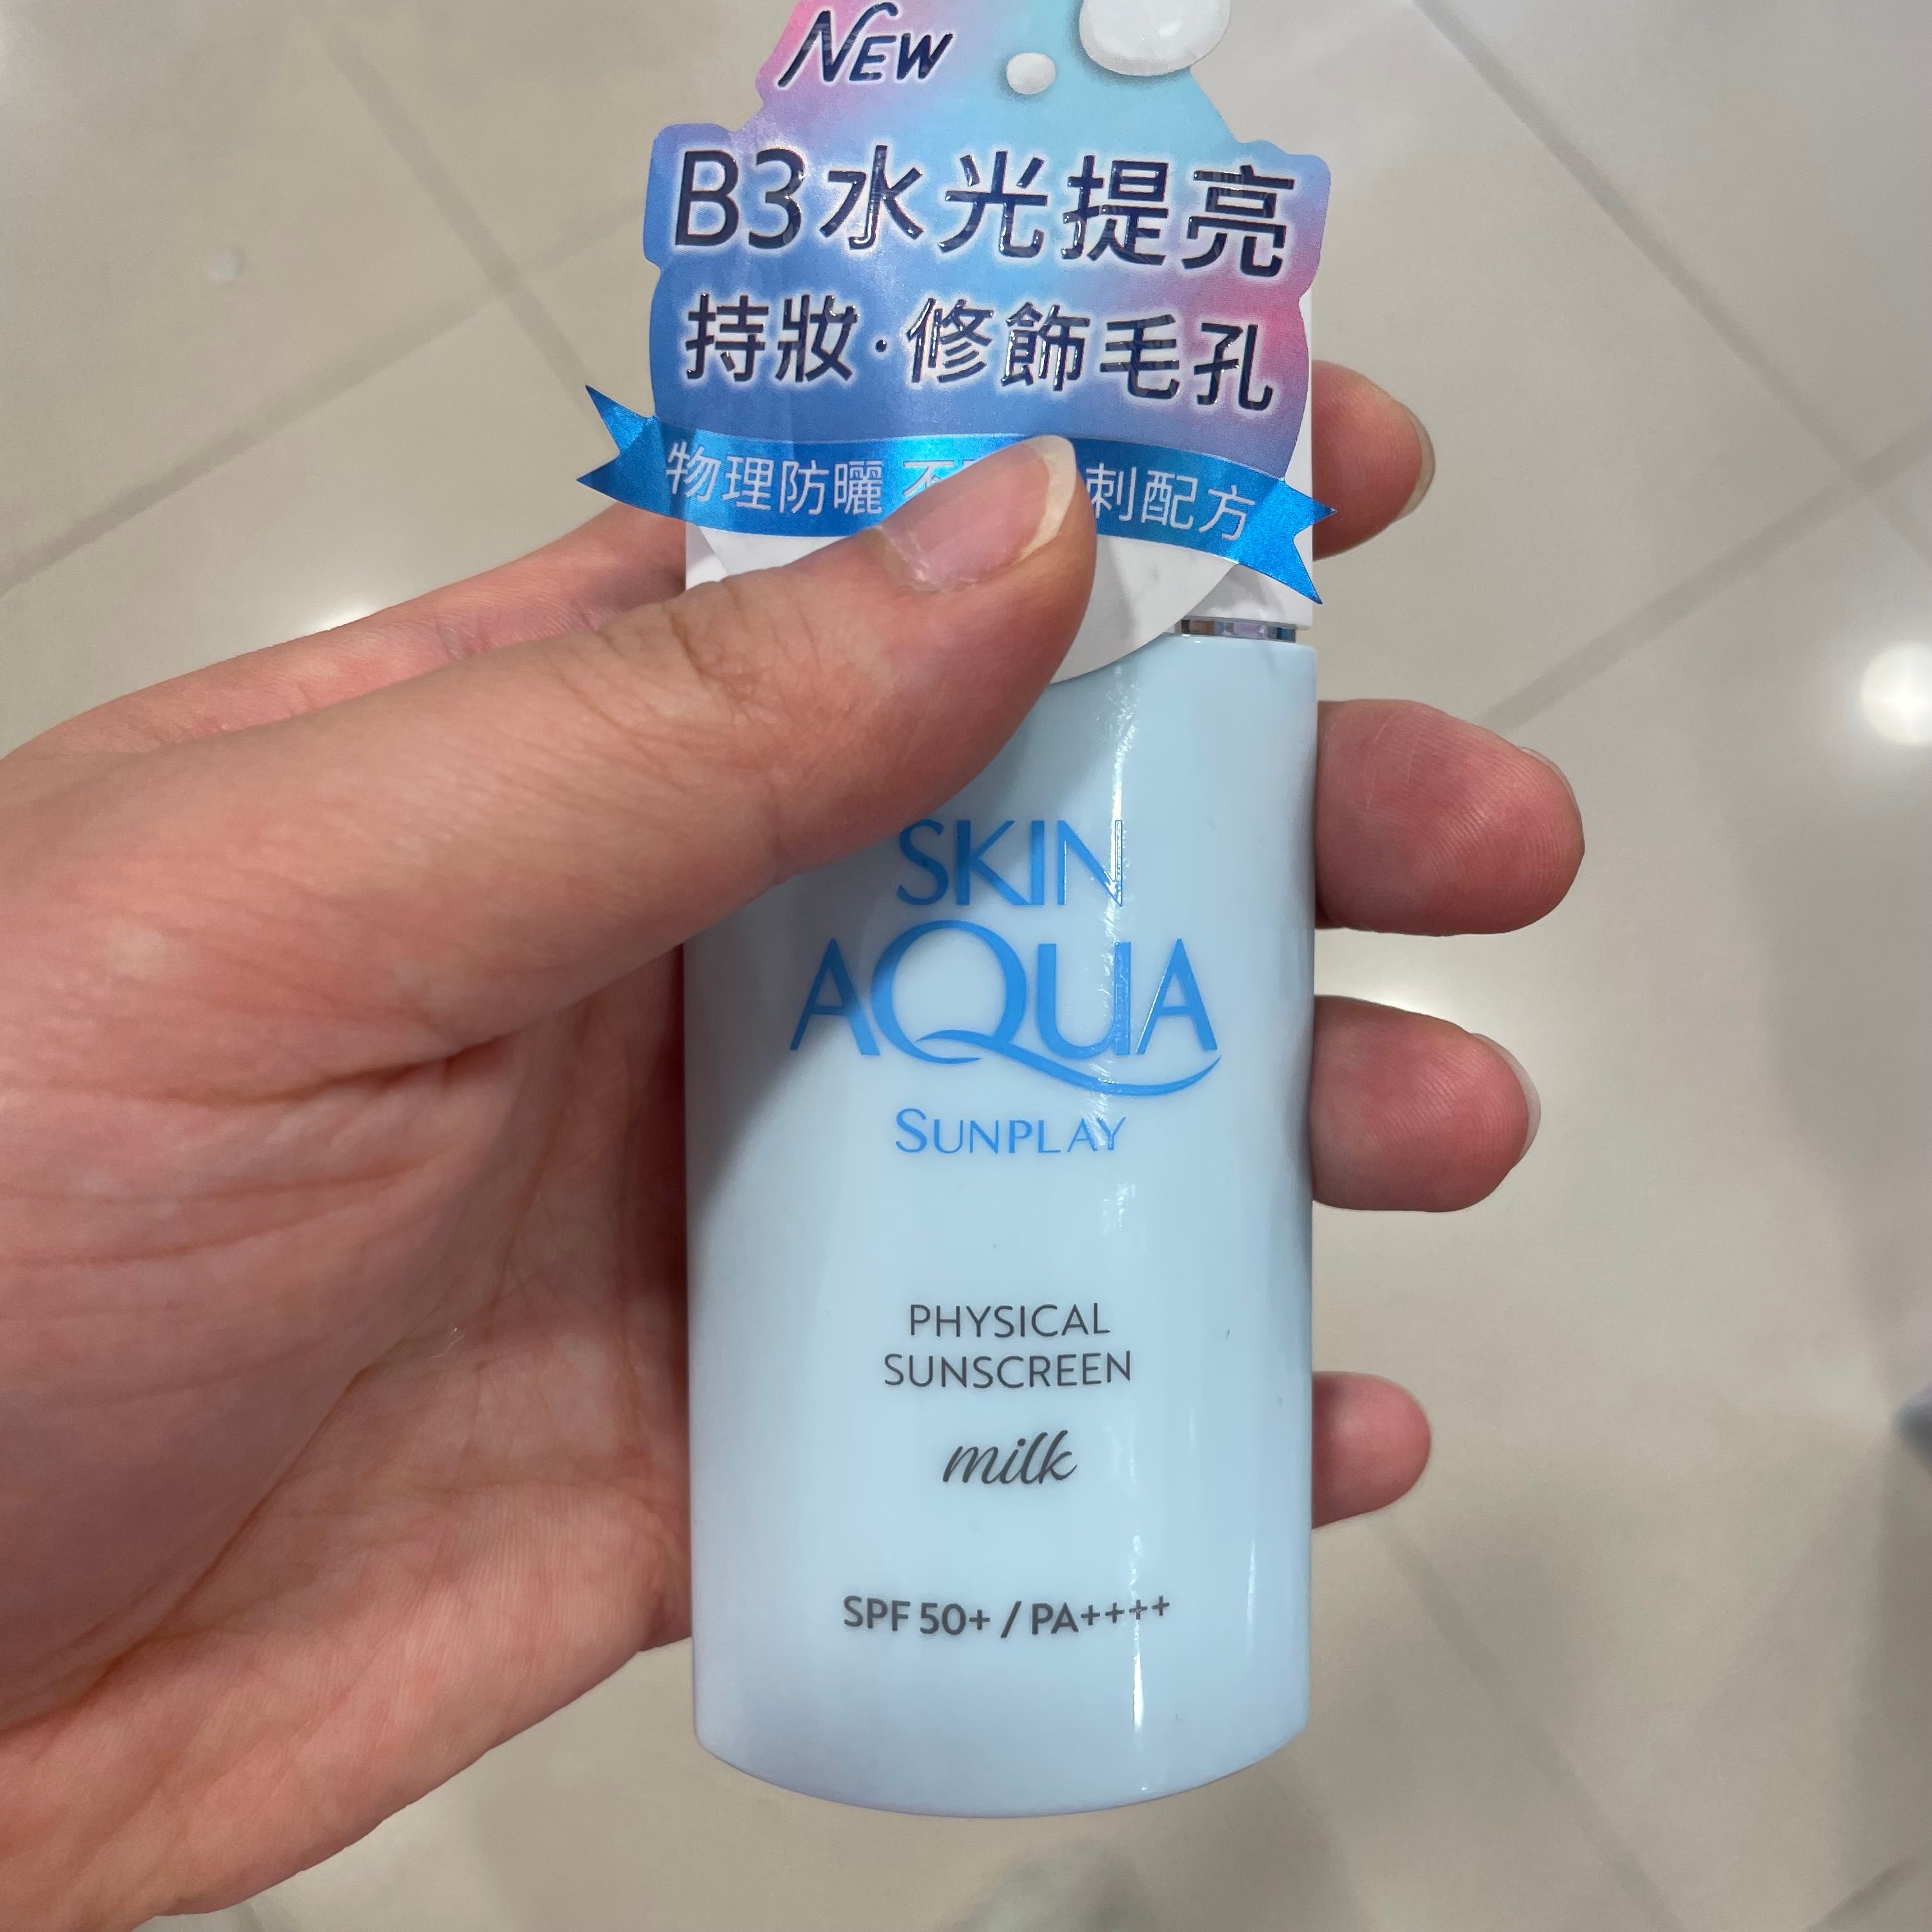 NEW
B3水光提亮
持妝·修飾毛孔
物理防曬 不 刺配方
SKIN
AQUA
SUNPLAY
PHYSICAL
SUNSCREEN
milk
SPF 50+ / PA++++